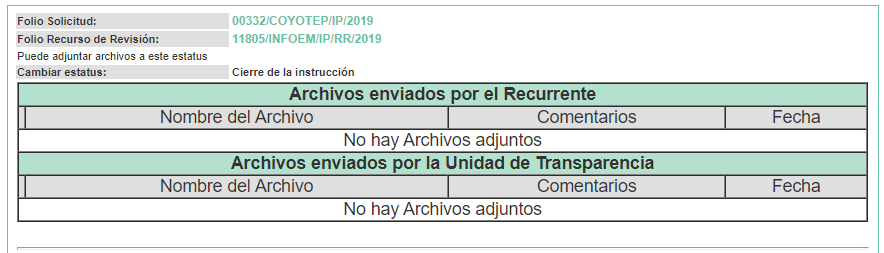 Folio Solicitud: 00332/COYOTEP/IP/2019
Folio Recurso de Revisión: 11805/INFOEM/IP/RR/2019
Puede adjuntar archivos a este estatus
Cambiar estatus: Cierre de la instrucción
Archivos enviados por el Recurrente
Nombre del Archivo Comentarios Fecha
No hay Archivos adjuntos
Archivos enviados por la Unidad de Transparencia
Nombre del Archivo Comentarios Fecha
No hay Archivos adjuntos